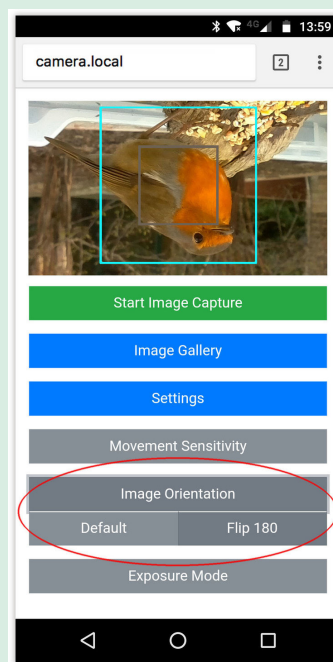 4G 13:59
camera.local 2
Start Image Capture
Image Gallery
Settings
Movement Sensitivity
Image Orientation
Default Flip 180
Exposure Mode